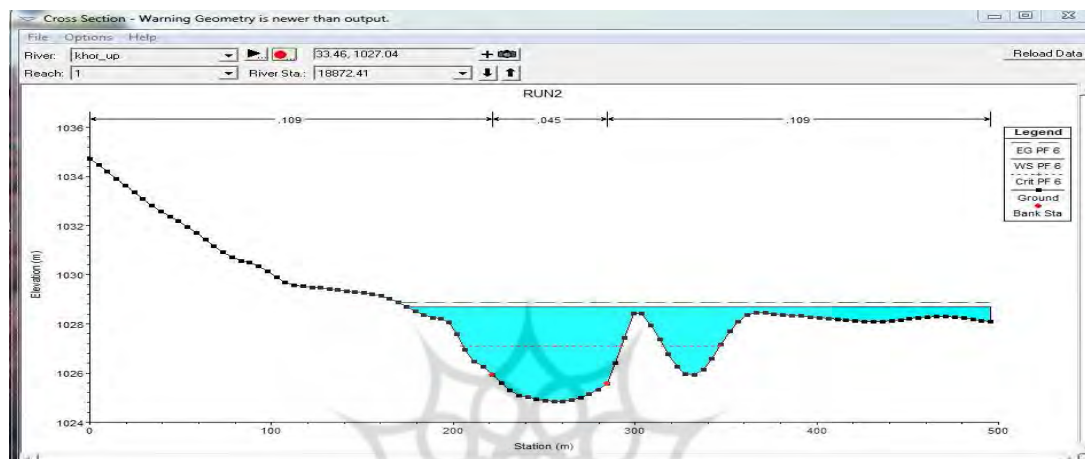 Cross Section - Warning Geometry is newer than output.
File Options Help
River: khor_up 33.46, 1027.04 Reload Data
Reach: 1 River Sta.: 18872.41
RUN2
.109 .045 .109
Legend
EG PF 6
WS PF 6
Crit PF 6
Ground
Bank Sta
1036
1034
1032
1030
1028
1026
1024
Elevation (m)
0 100 200 300 400 500
Station (m)